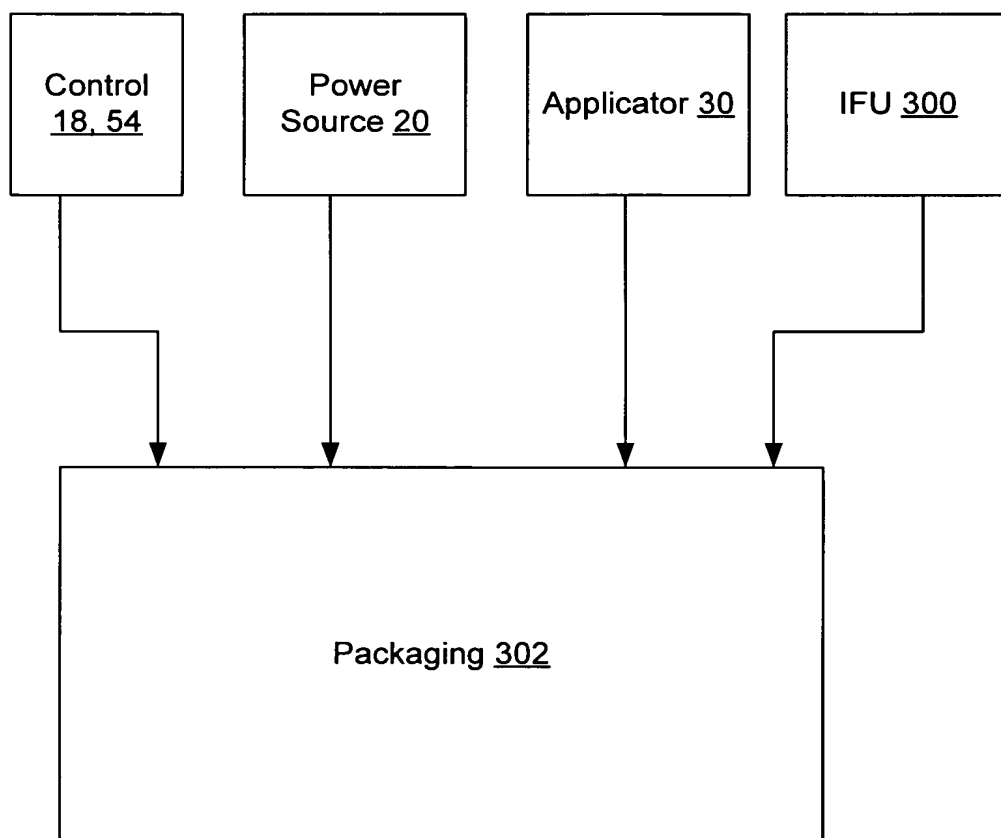 Control
18, 54
Power
Source 20
Applicator 30
IFU 300
Packaging 302